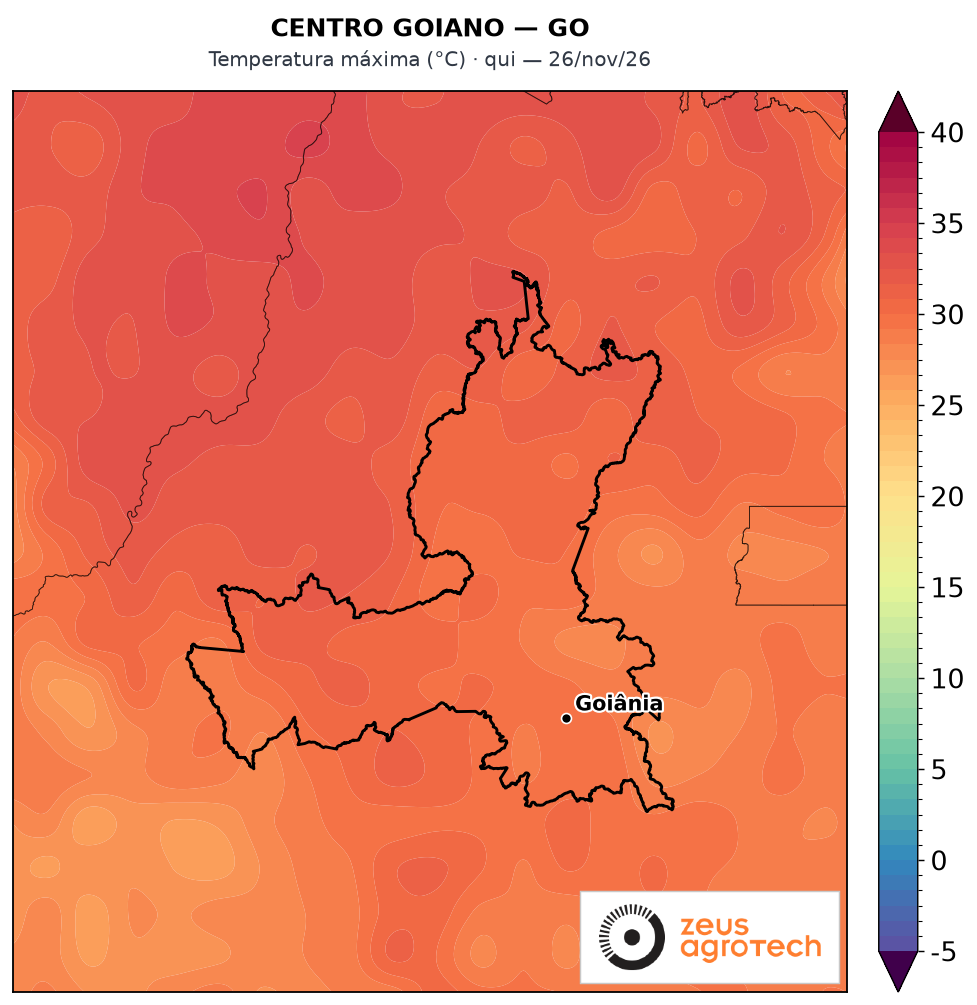 CENTRO GOIANO — GO
Temperatura máxima (°C) · qui — 26/nov/26
40
35
30
25
20
15
10
5
0
-5
Goiânia
zeus
agrotech